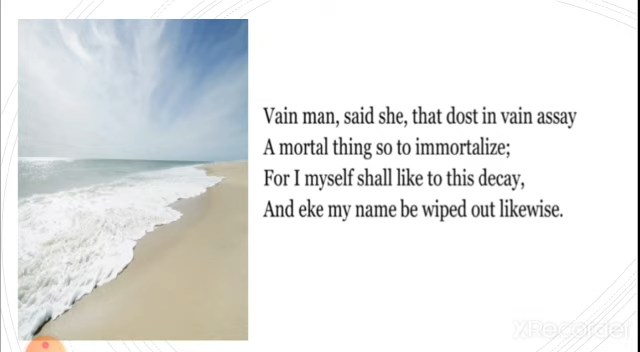 Vain man, said she, that dost in vain assay
A mortal thing so to immortalize;
For I myself shall like to this decay,
And eke my name be wiped out likewise.
XRecorder